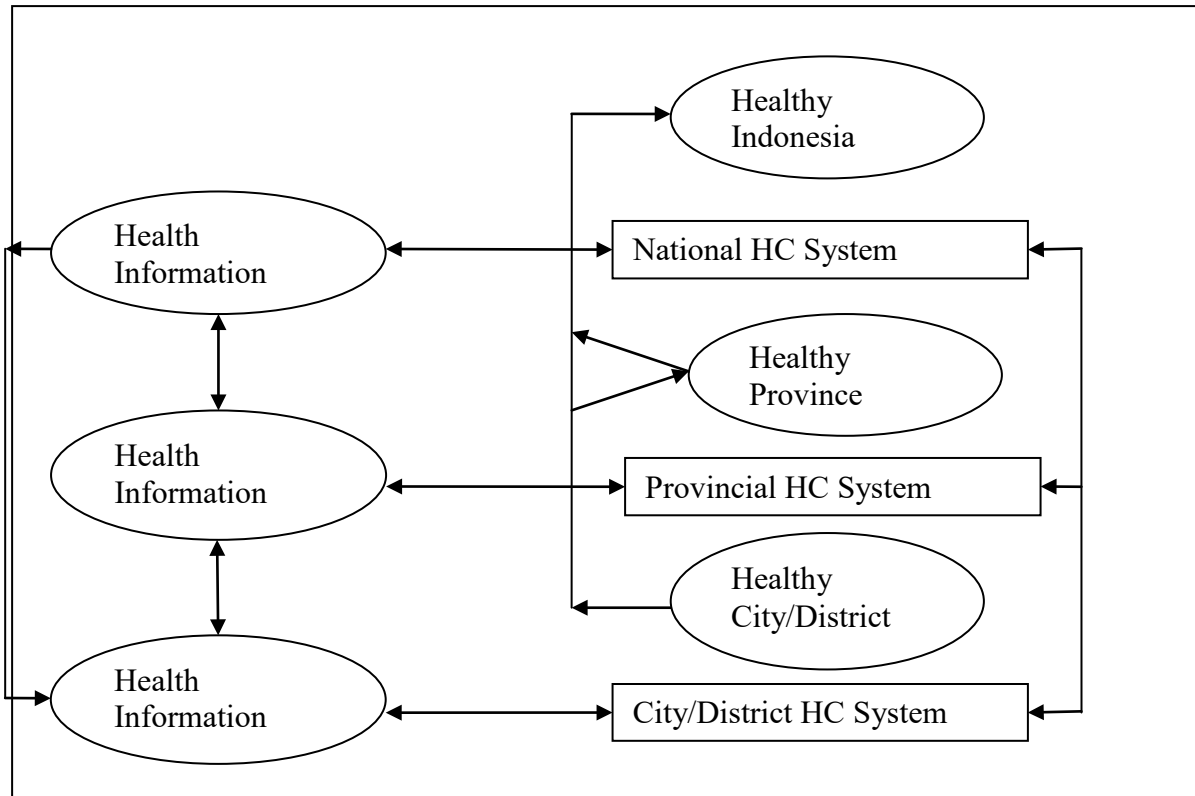 Healthy
Indonesia
Health
Information
National HC System
Healthy
Province
Health
Information
Provincial HC System
Healthy
City/District
Health
Information
City/District HC System